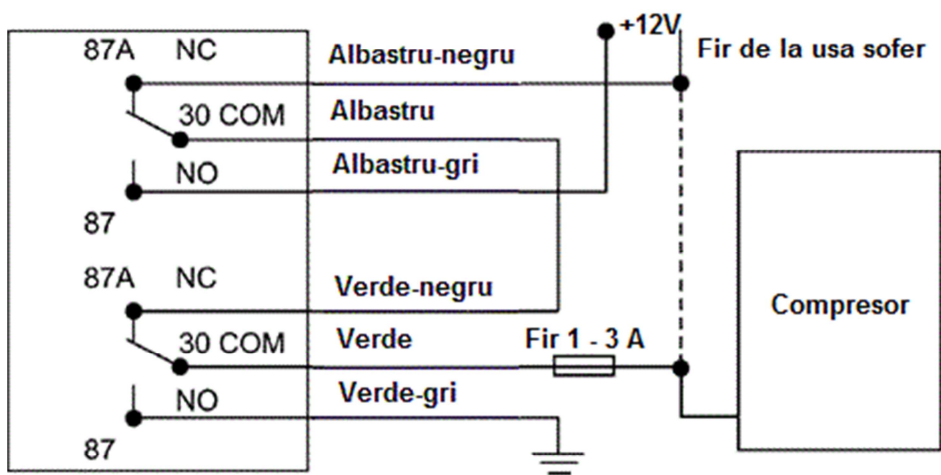 87A NC
Albastru-negru
+12V
Fir de la usa sofer
30 COM
Albastru
NO
Albastru-gri
87
87A NC
Verde-negru
30 COM
Verde
Fir 1 - 3 A
Compresor
NO
Verde-gri
87